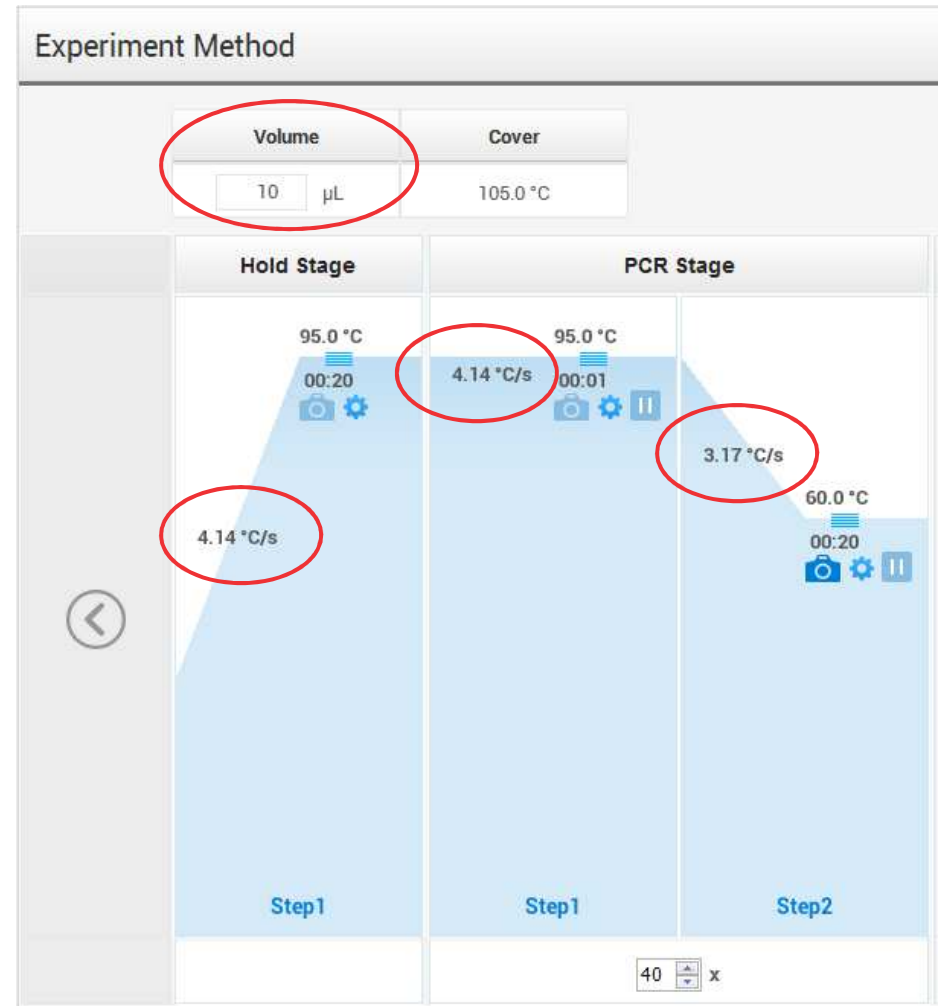 Experiment Method
Volume Cover
10 µL 105.0 °C
Hold Stage PCR Stage
95.0 °C 95.0 °C
00:20 4.14 °C/s 00:01
3.17 °C/s
60.0 °C
4.14 °C/s 00:20
Step1 Step1 Step2
40 x